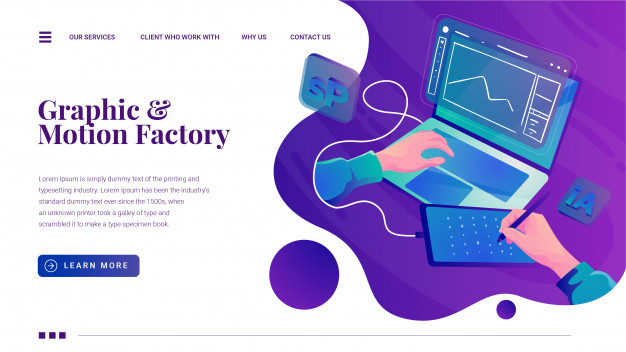 OUR SERVICES
CLIENT WHO WORK WITH
WHY US
CONTACT US
Graphic &
Motion Factory
Lorem Ipsum is simply dummy text of the printing and
typesetting industry. Lorem Ipsum has been the industry's
standard dummy text ever since the 1500s,
an unknown printer took a galley of type and
scrambled it to make a type specimen book.
LEARN MORE
SP
iA